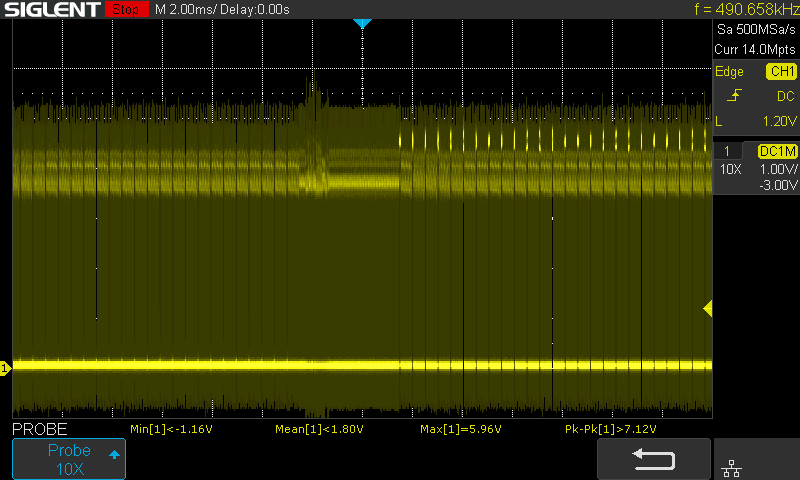 SIGLENT Stop M 2.00ms/ Delay:0.00s f = 490.658kHz
Sa 500MSa/s
Curr 14.0Mpts
Edge CH1
DC
L 1.20V
1 DC1M
10X 1.00V/
-3.00V
1
PROBE Min[1]<-1.16V Mean[1]<1.80V Max[1]=5.96V Pk-Pk[1]>7.12V
Probe
10X